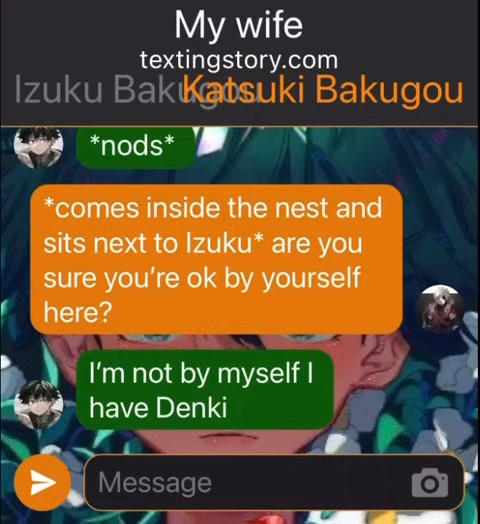 My wife
textingstory.com
Izuku Bakugou Katsuki Bakugou
*nods*
*comes inside the nest and
sits next to Izuku* are you
sure you're ok by yourself
here?
I'm not by myself I
have Denki
Message